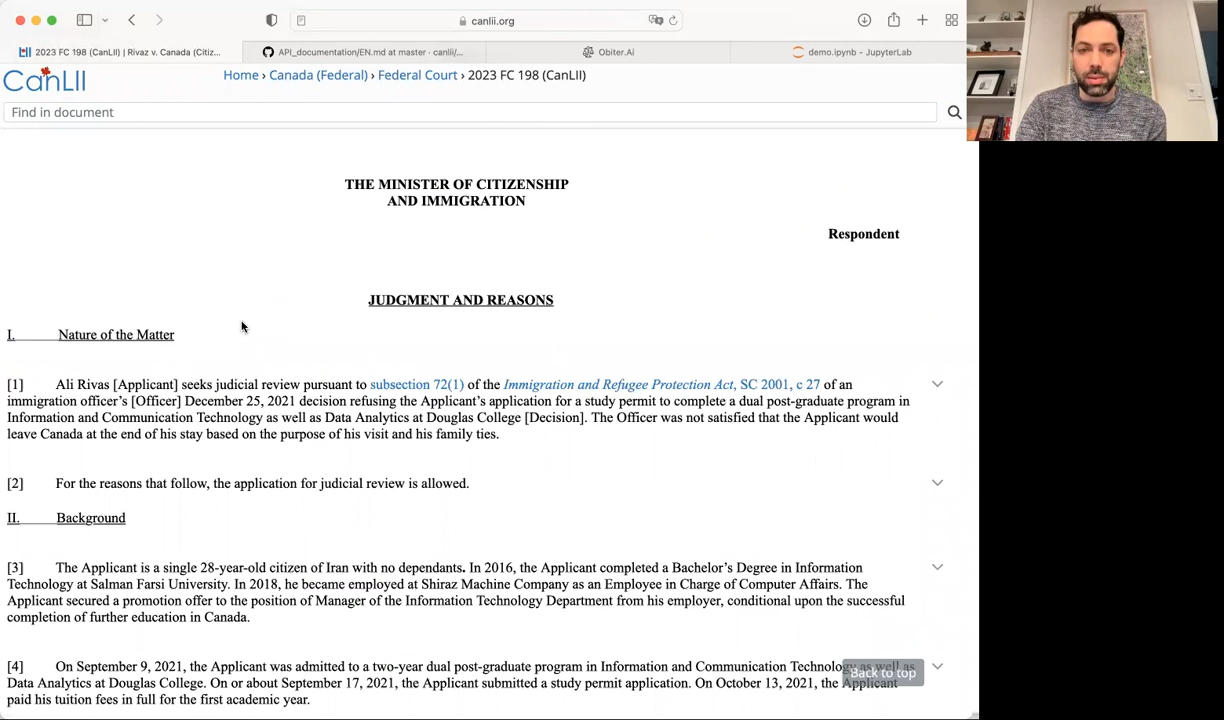 canlii.org
2023 FC 198 (CanLII) | Rivaz v. Canada (Citiz...
API_documentation/EN.md at master · canlii/...
Obiter.Ai
demo.ipynb – JupyterLab
CanLII
Home › Canada (Federal) › Federal Court › 2023 FC 198 (CanLII)
Find in document
THE MINISTER OF CITIZENSHIP
AND IMMIGRATION
Respondent
JUDGMENT AND REASONS
I. Nature of the Matter
[1] Ali Rivas [Applicant] seeks judicial review pursuant to subsection 72(1) of the Immigration and Refugee Protection Act, SC 2001, c 27 of an
immigration officer’s [Officer] December 25, 2021 decision refusing the Applicant’s application for a study permit to complete a dual post-graduate program in
Information and Communication Technology as well as Data Analytics at Douglas College [Decision]. The Officer was not satisfied that the Applicant would
leave Canada at the end of his stay based on the purpose of his visit and his family ties.
[2] For the reasons that follow, the application for judicial review is allowed.
II. Background
[3] The Applicant is a single 28-year-old citizen of Iran with no dependants. In 2016, the Applicant completed a Bachelor’s Degree in Information
Technology at Salman Farsi University. In 2018, he became employed at Shiraz Machine Company as an Employee in Charge of Computer Affairs. The
Applicant secured a promotion offer to the position of Manager of the Information Technology Department from his employer, conditional upon the successful
completion of further education in Canada.
[4] On September 9, 2021, the Applicant was admitted to a two-year dual post-graduate program in Information and Communication Technology as well as
Data Analytics at Douglas College. On or about September 17, 2021, the Applicant submitted a study permit application. On October 13, 2021, the Applicant
paid his tuition fees in full for the first academic year.
Back to top